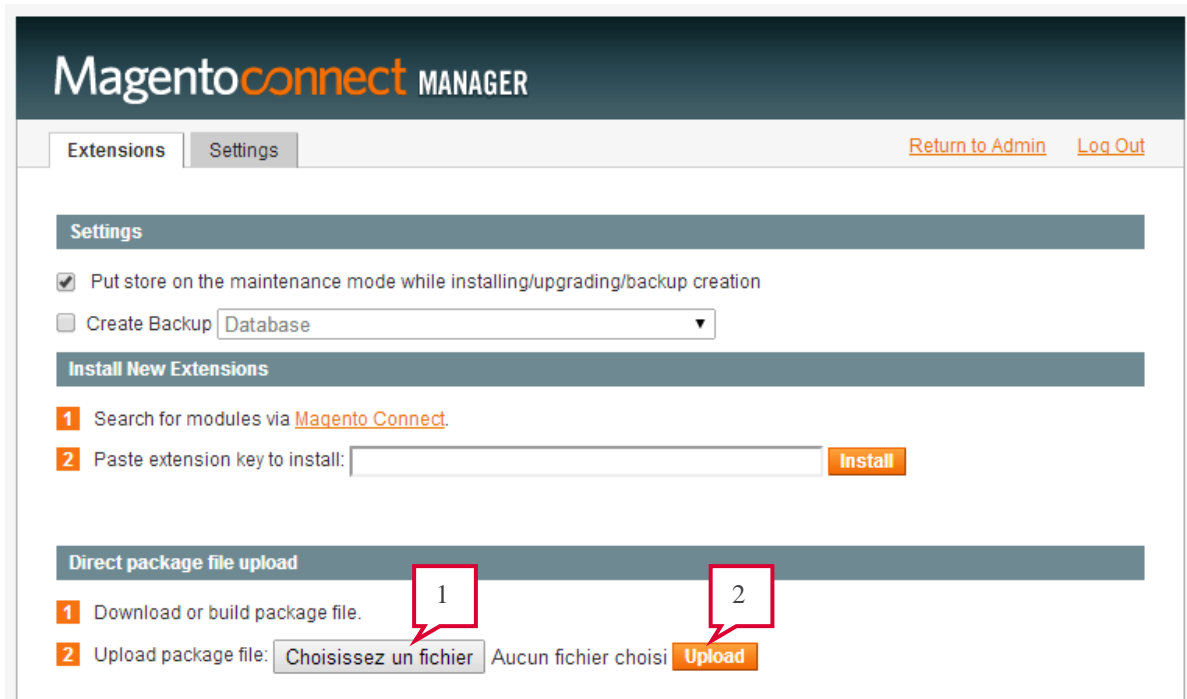 Magentoconnect MANAGER
Extensions Settings Return to Admin Log Out
Settings
Put store on the maintenance mode while installing/upgrading/backup creation
Create Backup Database
Install New Extensions
1 Search for modules via Magento Connect.
2 Paste extension key to install: Install
Direct package file upload
1 2
1 Download or build package file.
2 Upload package file: Choisissez un fichier Aucun fichier choisi Upload